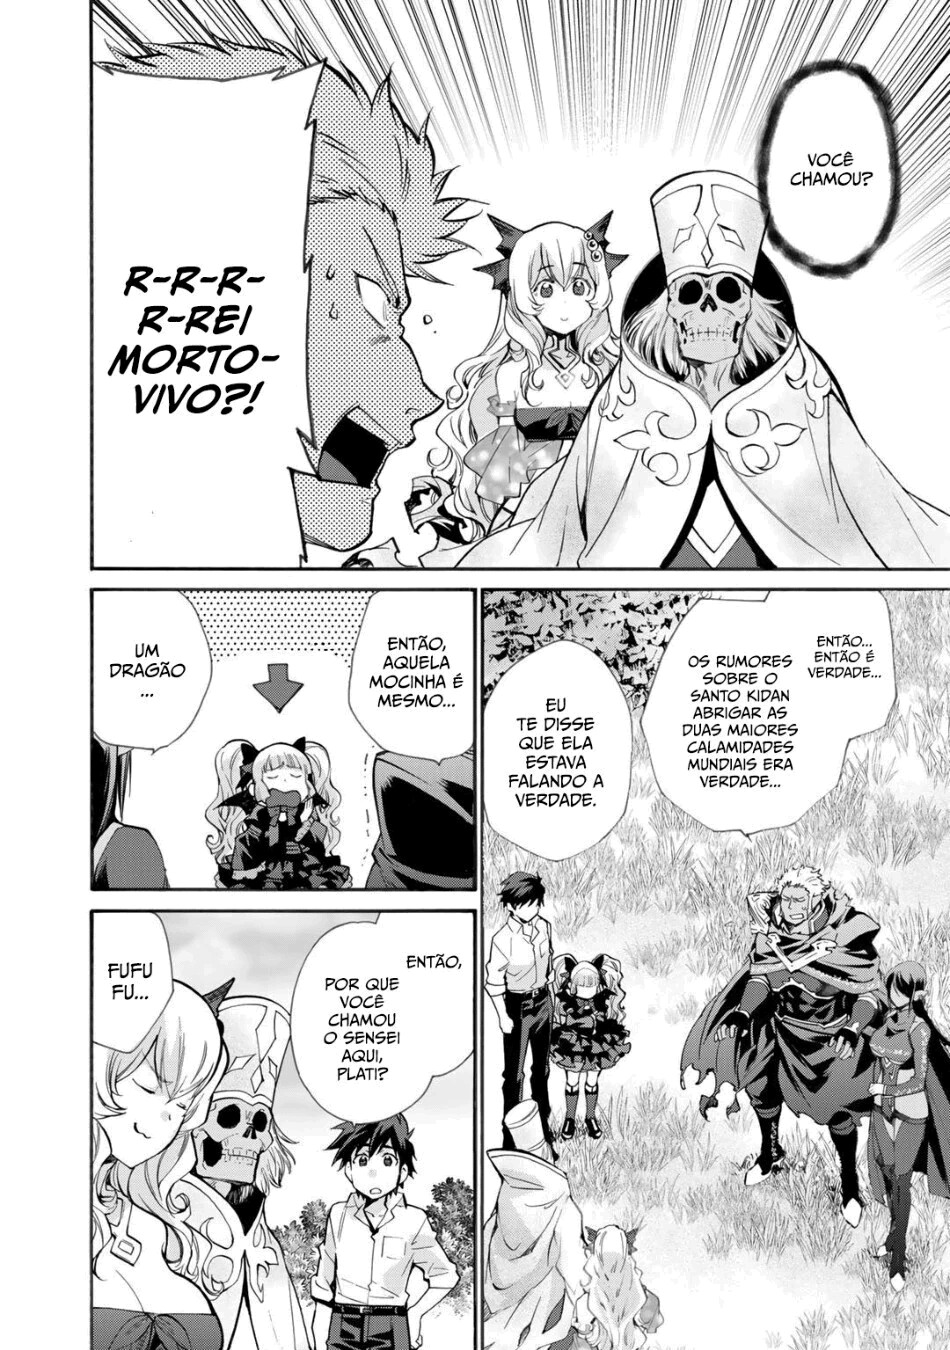 VOCÊ
CHAMOU?
R-R-R-
R-REI
MORTO-
VIVO?!
ENTÃO...
ENTÃO É
VERDADE...
OS RUMORES
SOBRE O
SANTO KIDAN
ABRIGAR AS
DUAS MAIORES
CALAMIDADES
MUNDIAIS ERA
VERDADE...
EU
TE DISSE
QUE ELA
ESTAVA
FALANDO A
VERDADE.
ENTÃO,
AQUELA
MOCINHA É
MESMO...
UM
DRAGÃO
...
ENTÃO,
POR QUE
VOCÊ
CHAMOU
O SENSEI
AQUI,
PLATI?
FUFU
FU...